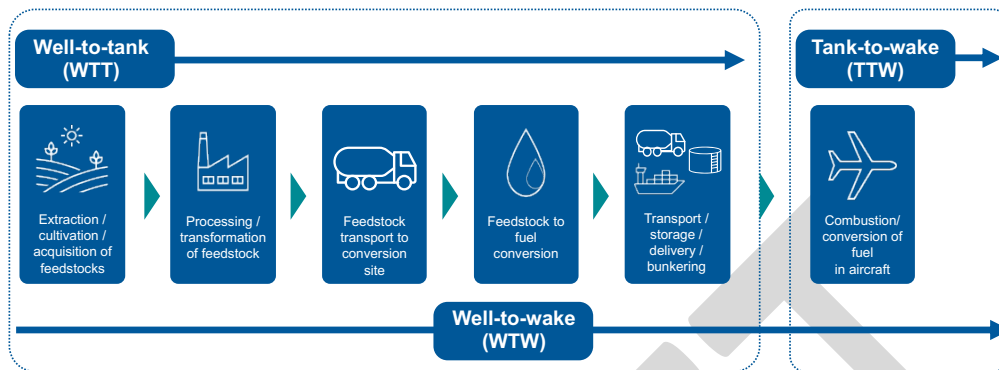 Well-to-tank
(WTT)
Tank-to-wake
(TTW)
Extraction /
cultivation /
acquisition of
feedstocks
Processing /
transformation
of feedstock
Feedstock
transport to
conversion
site
Feedstock to
fuel
conversion
Transport /
storage /
delivery /
bunkering
Combustion/
conversion of
fuel
in aircraft
Well-to-wake
(WTW)